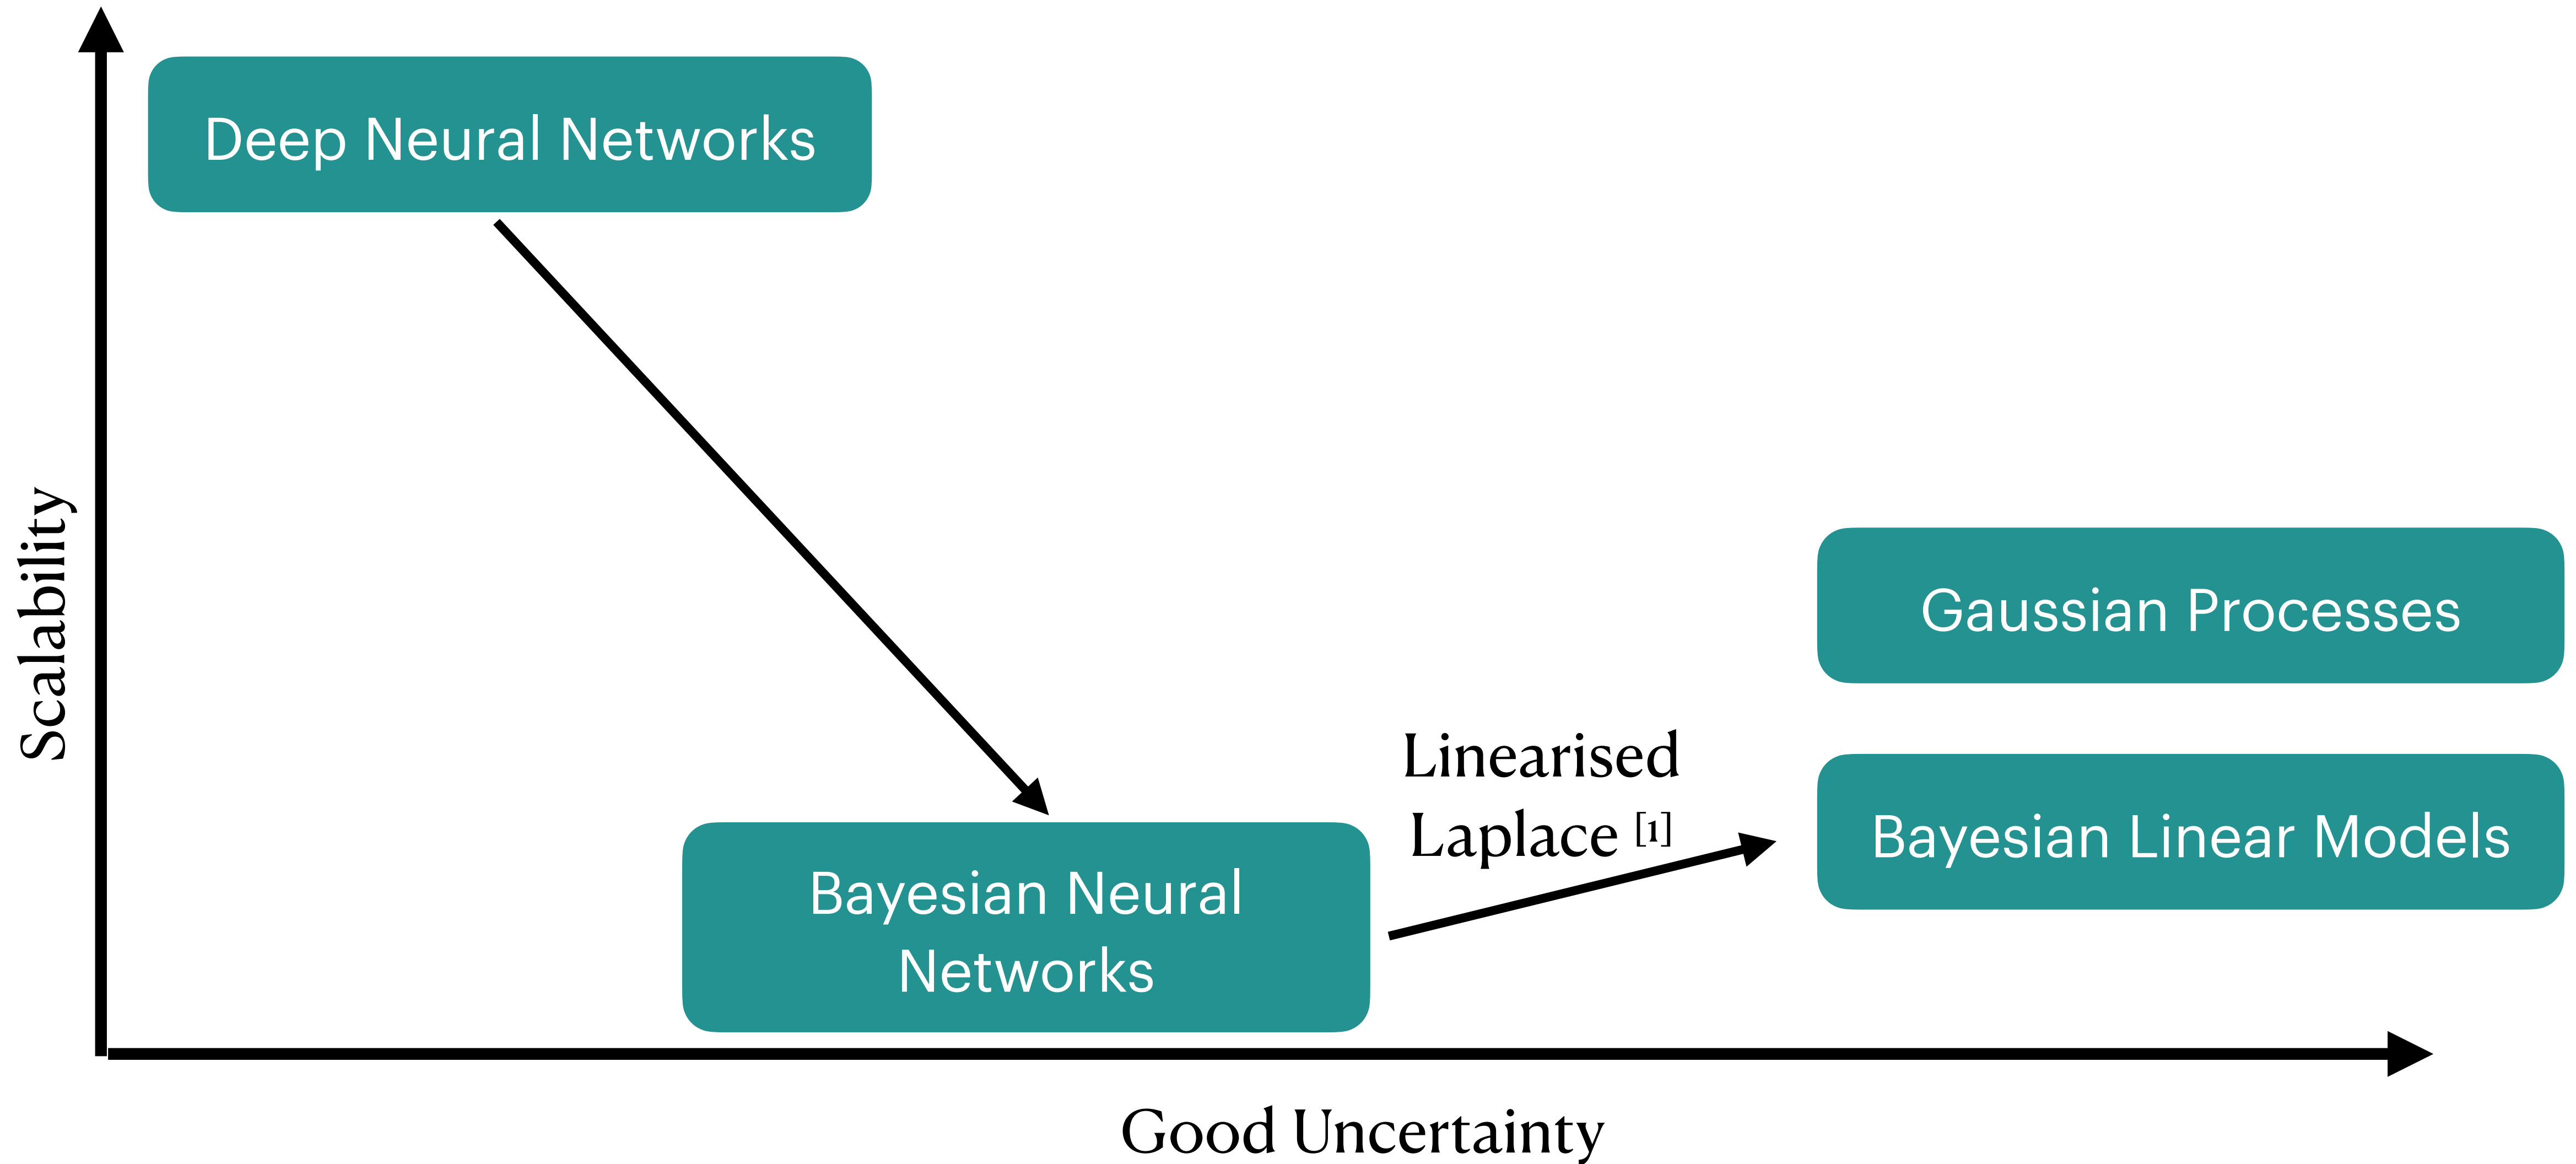 Deep Neural Networks
Scalability
Gaussian Processes
Linearised
Laplace [1]
Bayesian Linear Models
Bayesian Neural
Networks
Good Uncertainty